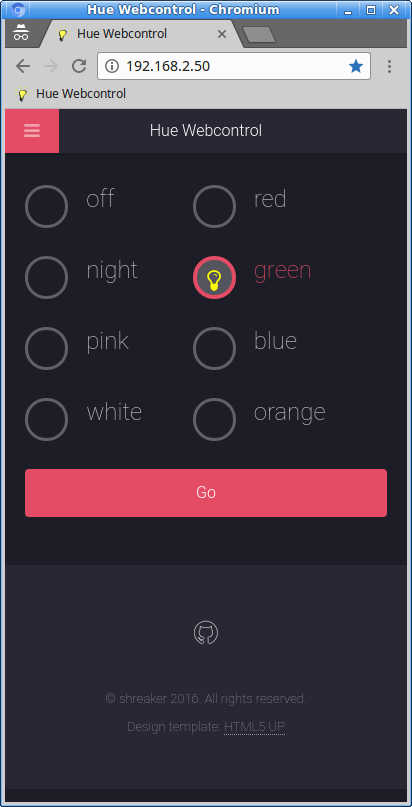 Hue Webcontrol - Chromium
Hue Webcontrol
192.168.2.50
Hue Webcontrol
Hue Webcontrol
off
red
night
green
pink
blue
white
orange
Go
© shreaker 2016. All rights reserved.
Design template: HTML5 UP